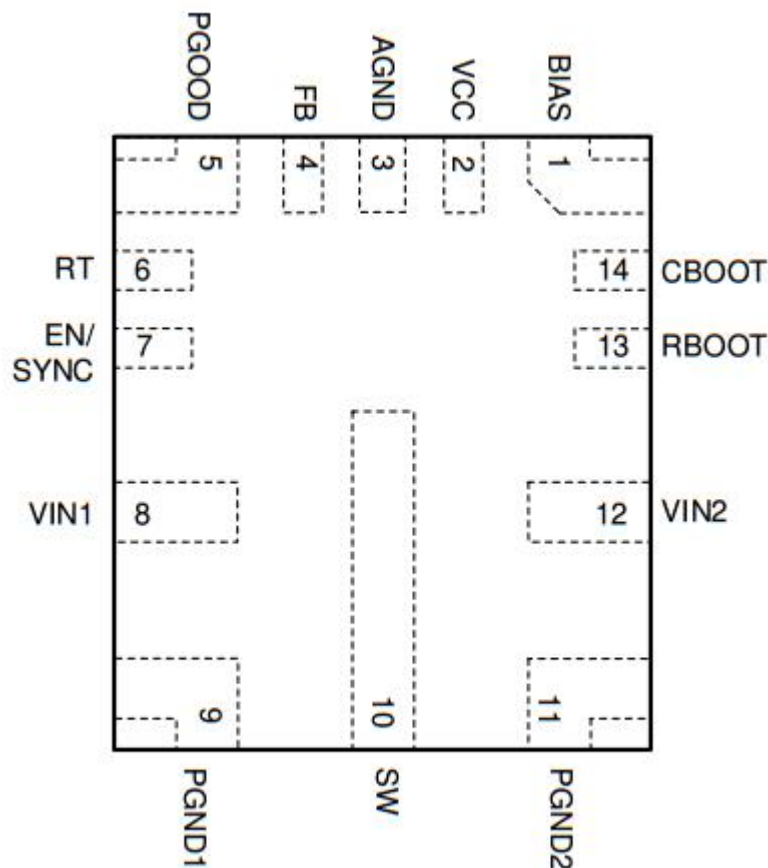 PGOOD
FB
AGND
VCC
BIAS
5
4
3
2
1
RT
6
14
CBOOT
EN/
SYNC
7
13
RBOOT
VIN1
8
12
VIN2
9
10
11
PGND1
SW
PGND2